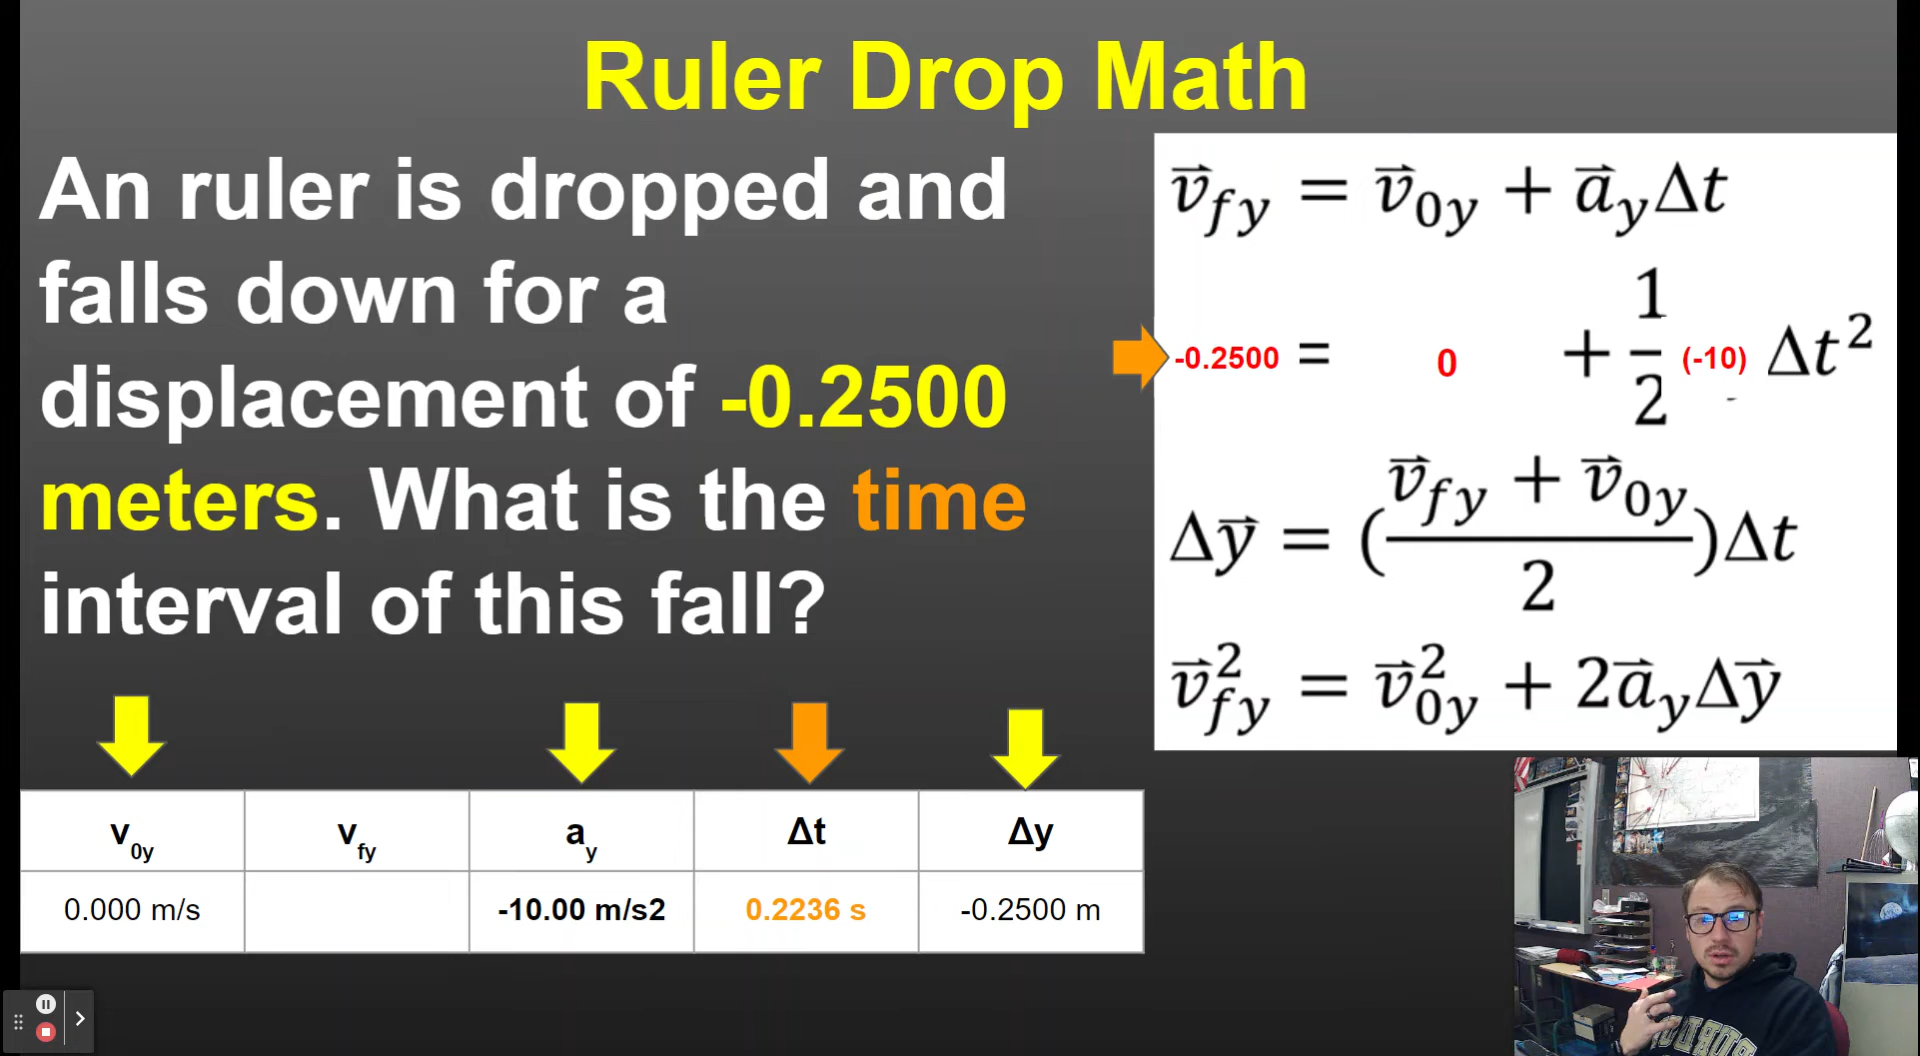 Ruler Drop Math
An ruler is dropped and
falls down for a
displacement of -0.2500
meters. What is the time
interval of this fall?
v⃗fy = v⃗0y + a⃗yΔt
-0.2500 = 0 + 1/2 (-10) Δt²
Δy⃗ = (v⃗fy + v⃗0y / 2)Δt
v⃗²fy = v⃗²0y + 2a⃗yΔy⃗
v0y vfy ay Δt Δy
0.000 m/s -10.00 m/s2 0.2236 s -0.2500 m